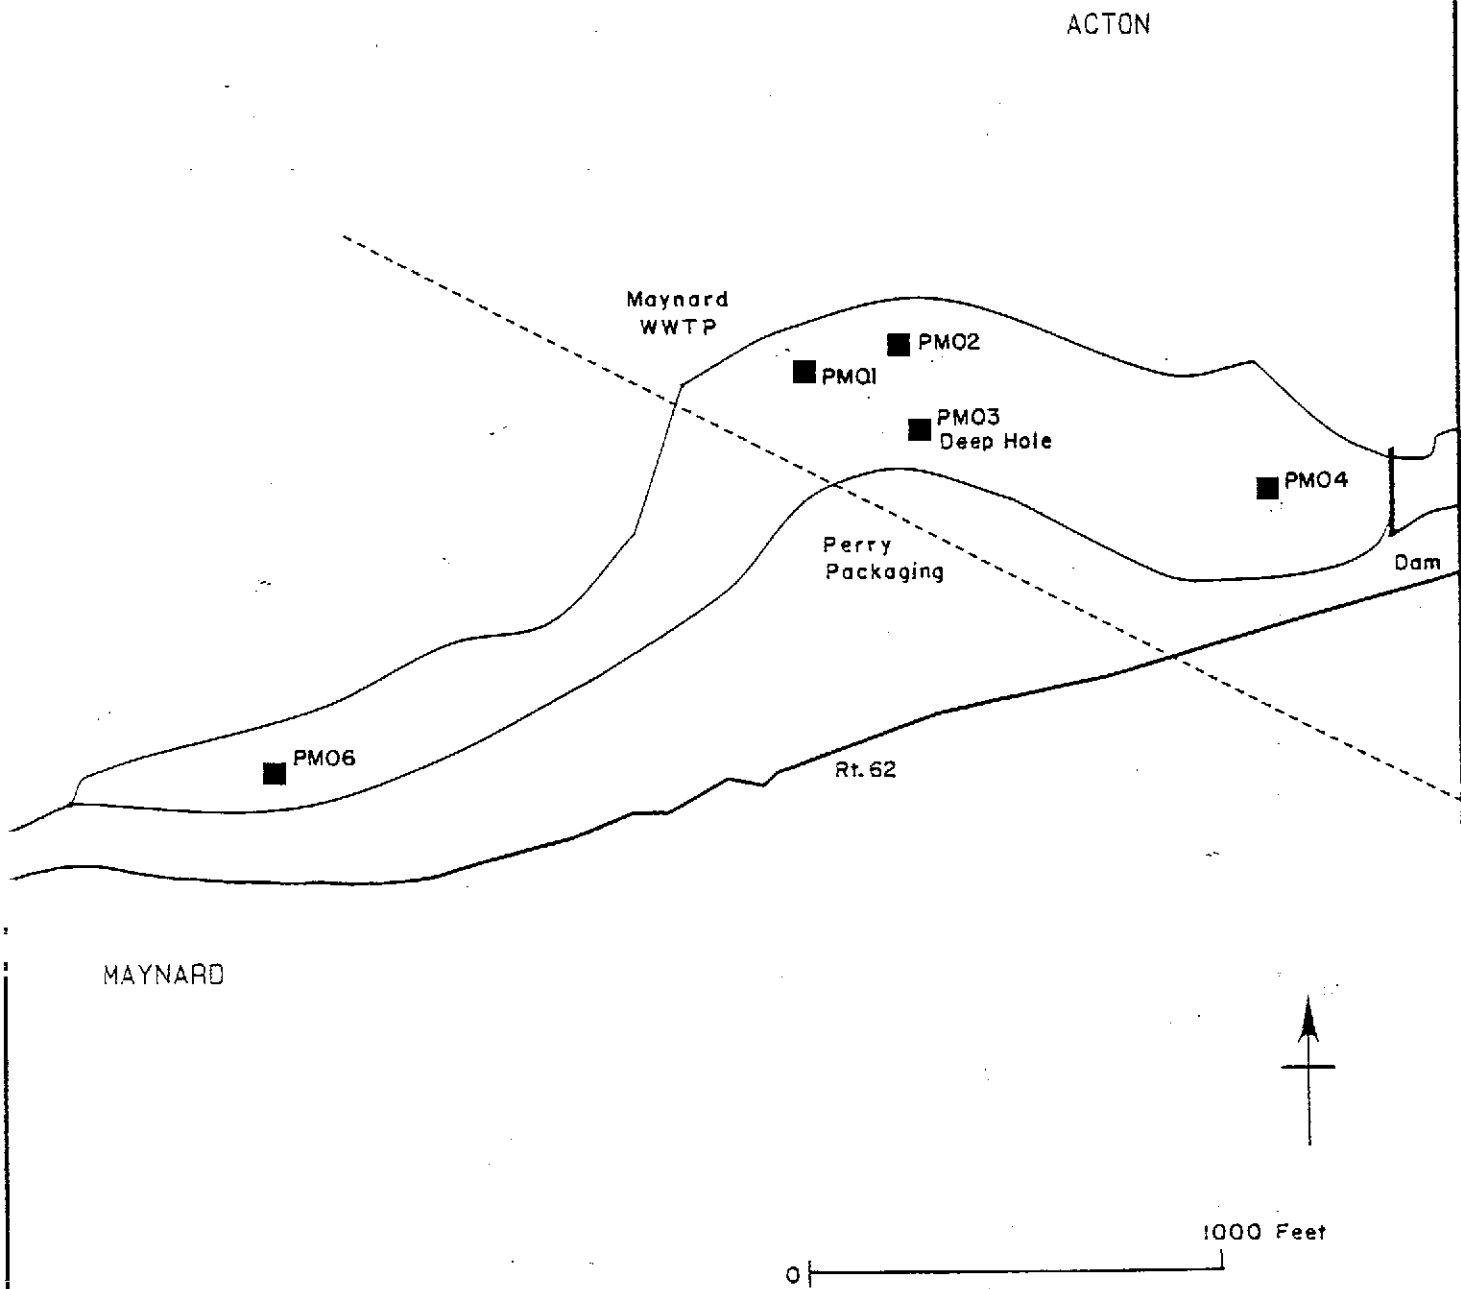 ACTON
Maynard
WWTP
PM02
PM01
PM03
Deep Hole
PM04
Perry
Packaging
Dam
PM06
Rt. 62
MAYNARD
1000 Feet
0